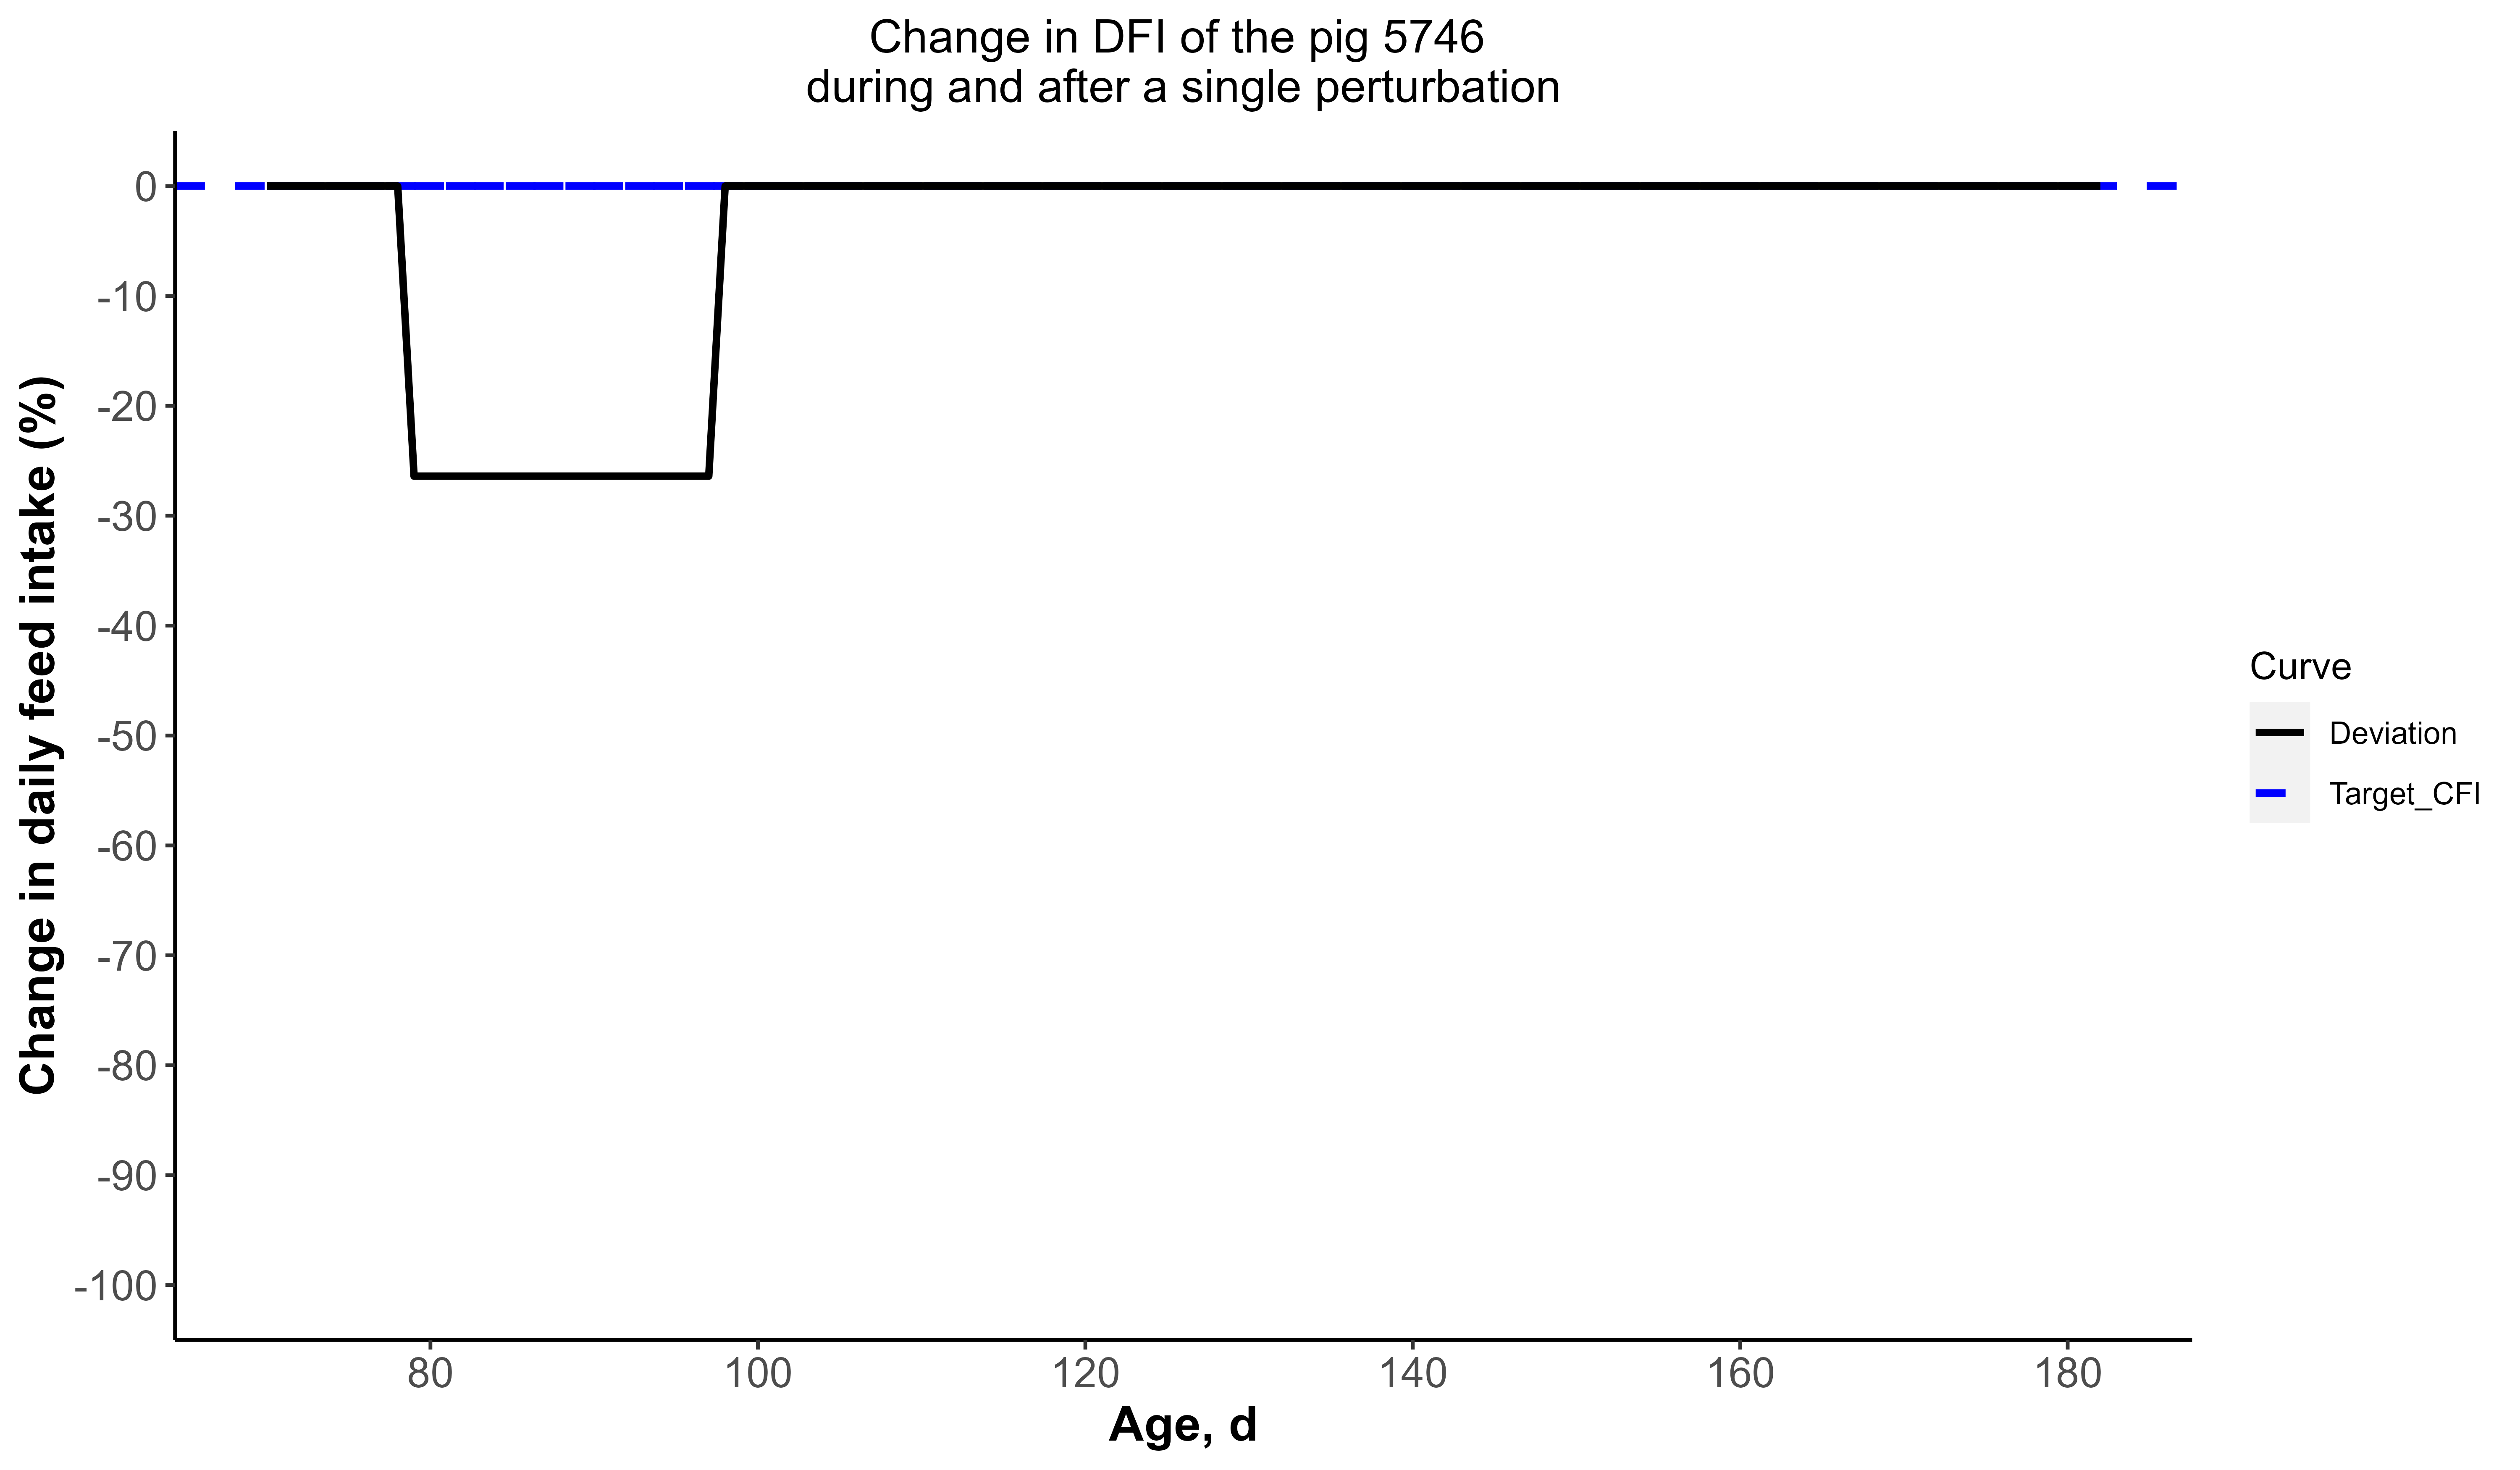 Change in DFI of the pig 5746
during and after a single perturbation
Change in daily feed intake (%)
0
-10
-20
-30
-40
-50
-60
-70
-80
-90
-100
80
100
120
140
160
180
Age, d
Curve
Deviation
Target_CFI